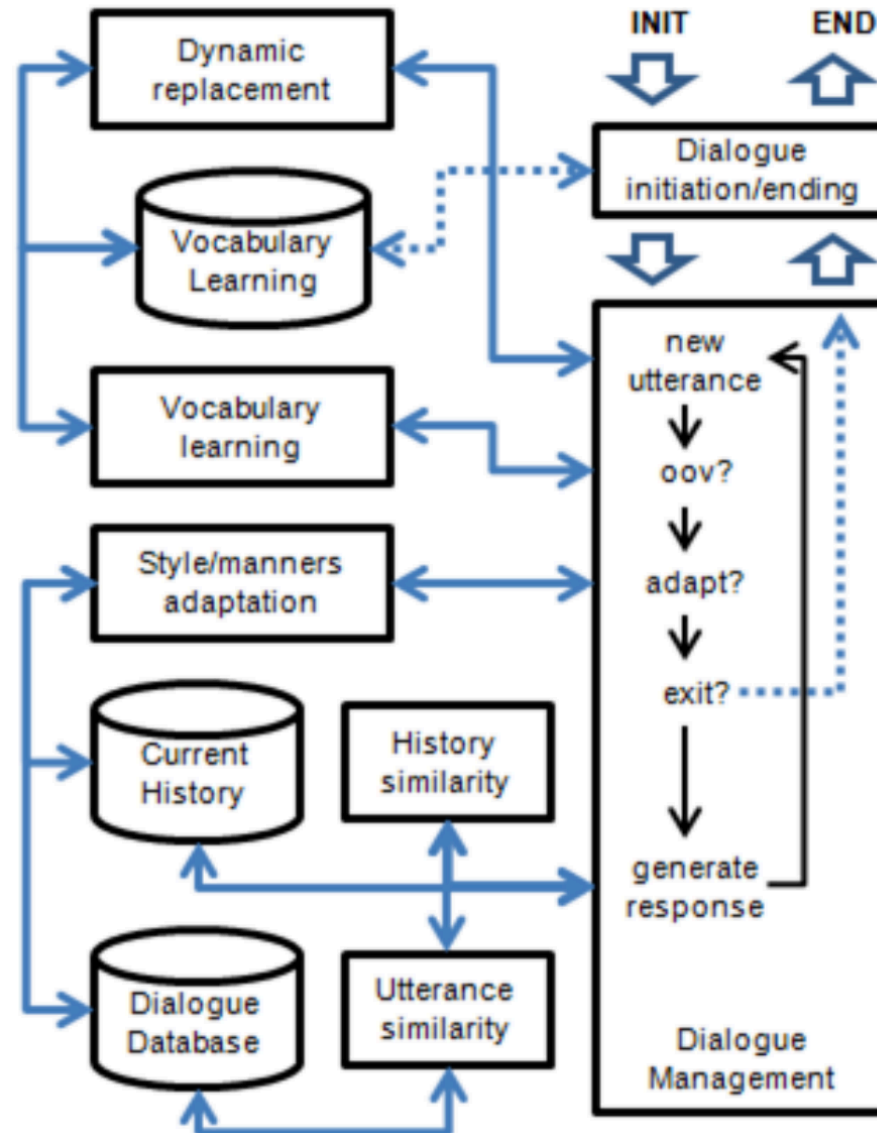 INIT
END
Dynamic
replacement
Dialogue
initiation/ending
Vocabulary
Learning
new
utterance
Vocabulary
learning
oov?
Style/manners
adaptation
adapt?
exit?
Current
History
History
similarity
generate
response
Dialogue
Database
Utterance
similarity
Dialogue
Management